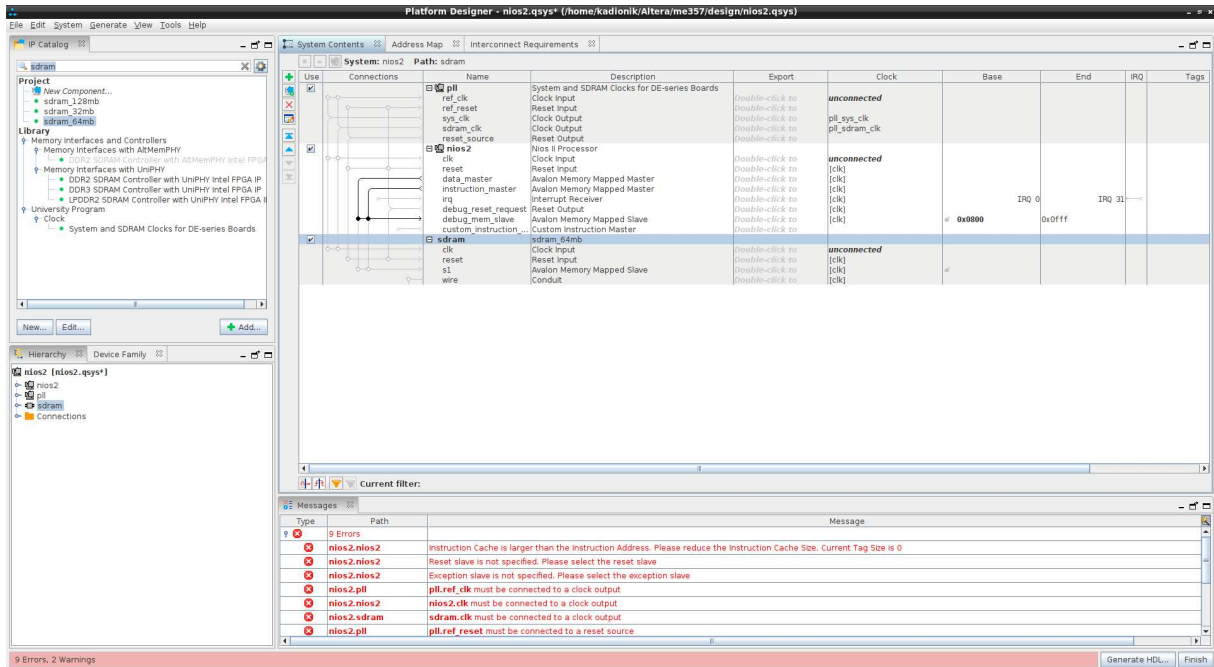 Platform Designer - nios2.qsys* (/home/kadionik/Altera/me357/design/nios2.qsys)
File Edit System Generate View Tools Help
IP Catalog
sdram
Project
New Component...
sdram_128mb
sdram_32mb
sdram_64mb
Library
Memory Interfaces and Controllers
Memory Interfaces with AltMemPHY
DDR2 SDRAM Controller with AltMemPHY Intel FPGA
Memory Interfaces with UniPHY
DDR2 SDRAM Controller with UniPHY Intel FPGA IP
DDR3 SDRAM Controller with UniPHY Intel FPGA IP
LPDDR2 SDRAM Controller with UniPHY Intel FPGA I
University Program
Clock
System and SDRAM Clocks for DE-series Boards
New... Edit... Add...
Hierarchy Device Family
nios2 [nios2.qsys*]
nios2
pll
sdram
Connections
System Contents Address Map Interconnect Requirements
System: nios2 Path: sdram
Use Connections Name Description Export Clock Base End IRQ Tags
pll System and SDRAM Clocks for DE-series Boards
ref_clk Clock Input Double-click to unconnected
ref_reset Reset Input Double-click to
sys_clk Clock Output Double-click to pll_sys_clk
sdram_clk Clock Output Double-click to pll_sdram_clk
reset_source Reset Output Double-click to
nios2 Nios II Processor
clk Clock Input Double-click to unconnected
reset Reset Input Double-click to [clk]
data_master Avalon Memory Mapped Master Double-click to [clk]
instruction_master Avalon Memory Mapped Master Double-click to [clk]
irq Interrupt Receiver Double-click to [clk] IRQ 0 IRQ 31
debug_reset_request Reset Output Double-click to [clk]
debug_mem_slave Avalon Memory Mapped Slave Double-click to [clk] 0x0800 0x0fff
custom_instruction_... Custom Instruction Master Double-click to
sdram sdram_64mb
clk Clock Input Double-click to unconnected
reset Reset Input Double-click to [clk]
s1 Avalon Memory Mapped Slave Double-click to [clk]
wire Conduit Double-click to [clk]
Current filter:
Messages
Type Path Message
9 Errors
nios2.nios2 Instruction Cache is larger than the Instruction Address. Please reduce the Instruction Cache Size. Current Tag Size is 0
nios2.nios2 Reset slave is not specified. Please select the reset slave
nios2.nios2 Exception slave is not specified. Please select the exception slave
nios2.pll pll.ref_clk must be connected to a clock output
nios2.nios2 nios2.clk must be connected to a clock output
nios2.sdram sdram.clk must be connected to a clock output
nios2.pll pll.ref_reset must be connected to a reset source
9 Errors, 2 Warnings
Generate HDL... Finish